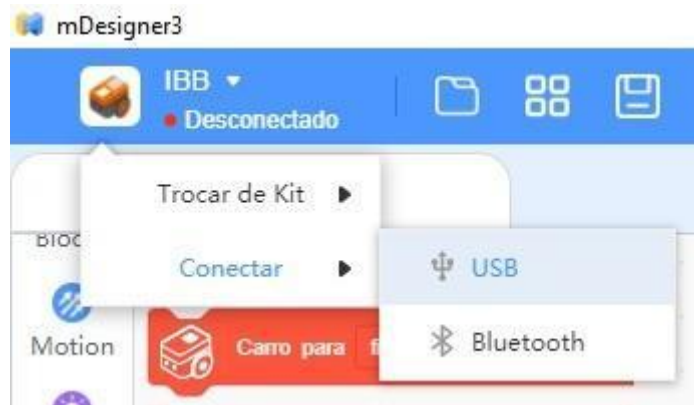 mDesigner3
IBB
Desconectado
Trocar de Kit
Conectar
USB
Bluetooth
Motion
Carro para